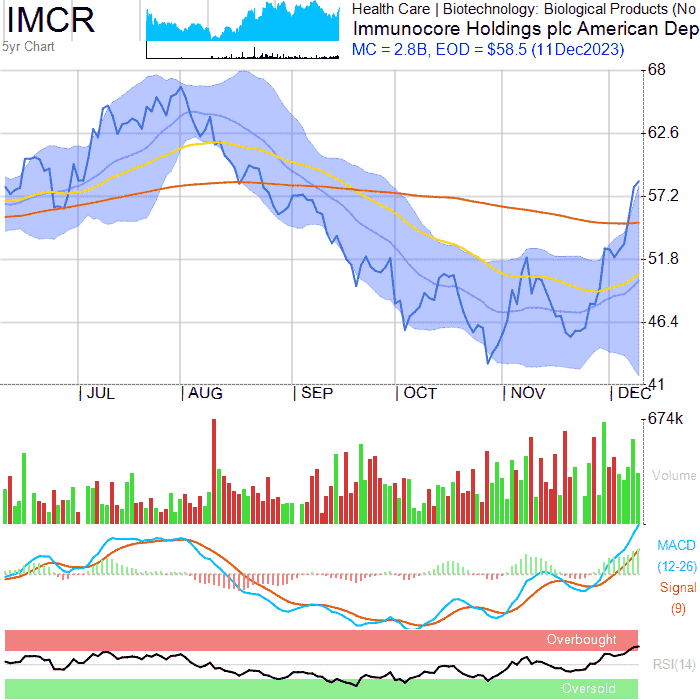 IMCR
5yr Chart
Health Care | Biotechnology: Biological Products (No
Immunocore Holdings plc American Dep
MC = 2.8B, EOD = $58.5 (11Dec2023)
68
62.6
57.2
51.8
46.4
41
JUL
AUG
SEP
OCT
NOV
DEC
674k
Volume
MACD
(12-26)
Signal
(9)
Overbought
RSI(14)
Oversold